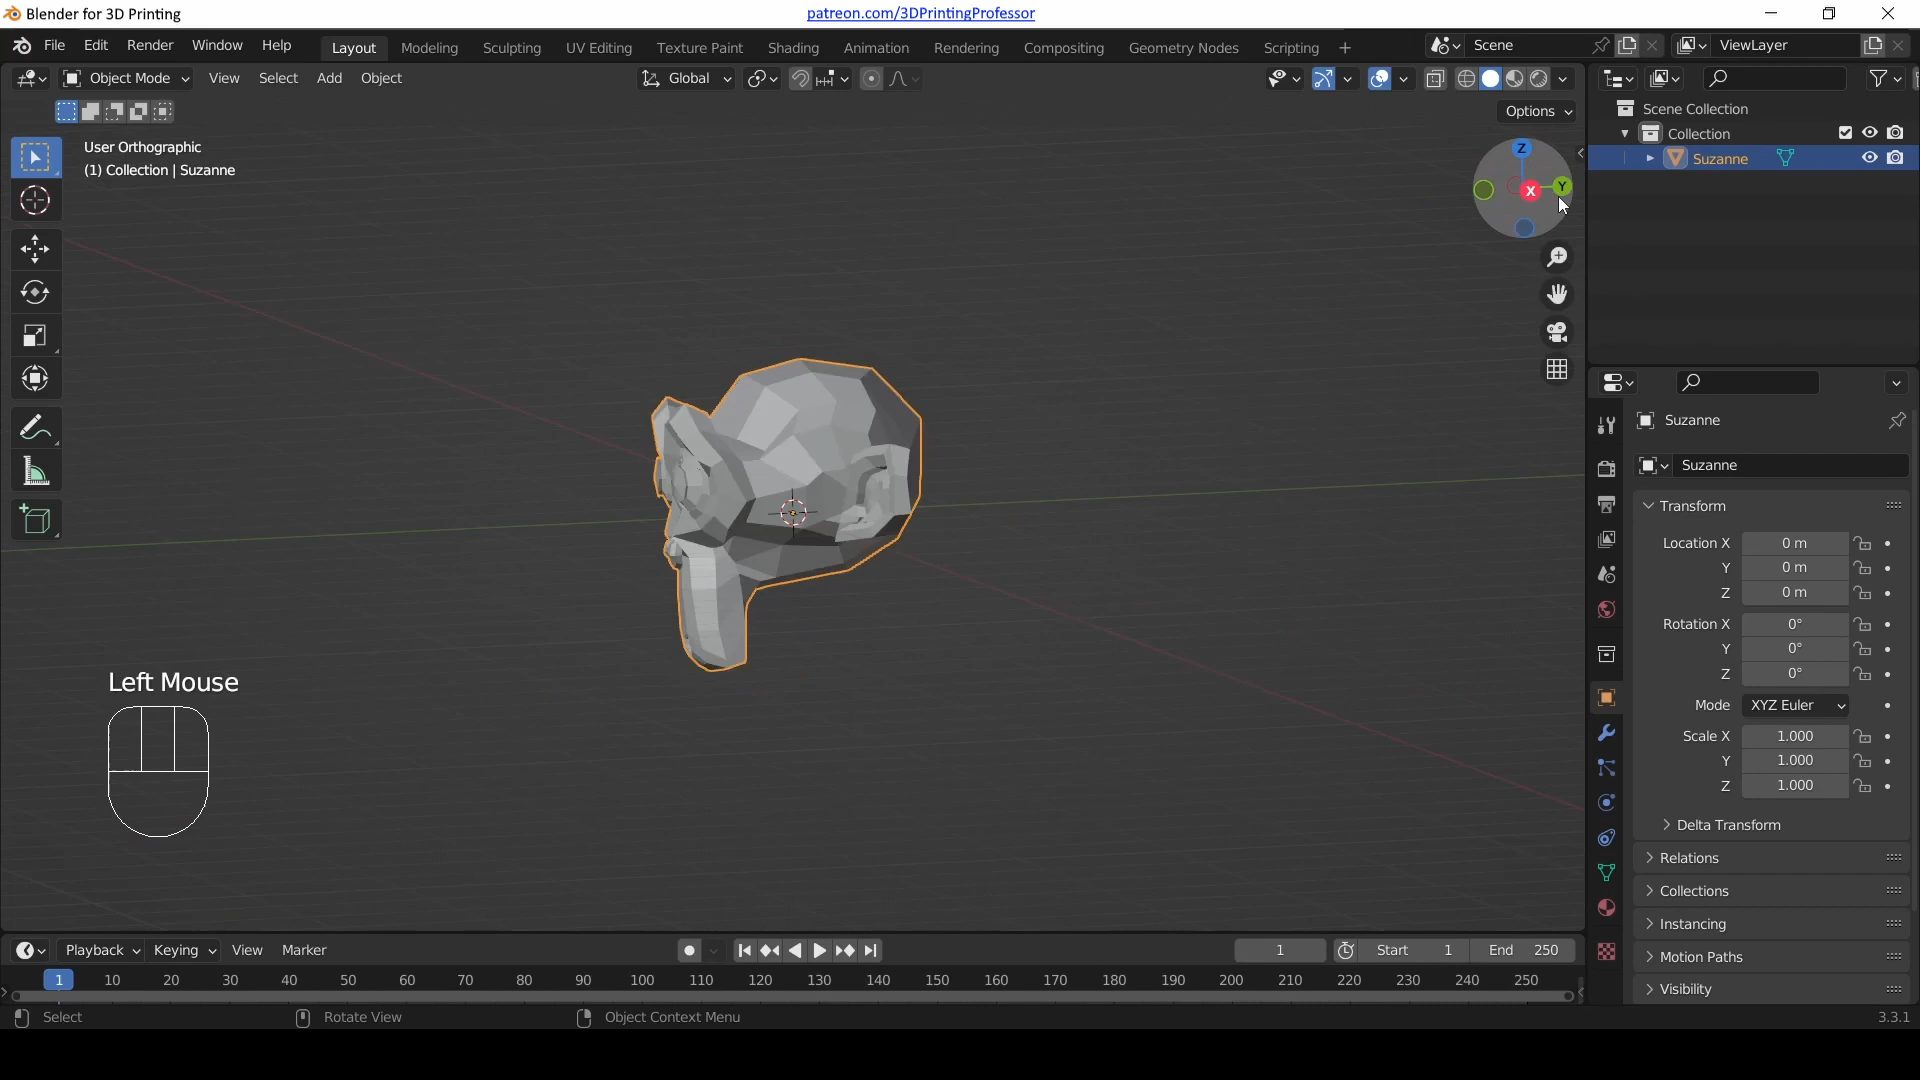 Blender for 3D Printing
patreon.com/3DPrintingProfessor
File Edit Render Window Help
Layout Modeling Sculpting UV Editing Texture Paint Shading Animation Rendering Compositing Geometry Nodes Scripting +
Scene
ViewLayer
Object Mode View Select Add Object
Global
Options
User Orthographic
(1) Collection | Suzanne
Z
Y
X
Scene Collection
Collection
Suzanne
Suzanne
Suzanne
Transform
Location X 0 m
Y 0 m
Z 0 m
Rotation X 0°
Y 0°
Z 0°
Mode XYZ Euler
Scale X 1.000
Y 1.000
Z 1.000
Delta Transform
Relations
Collections
Instancing
Motion Paths
Visibility
Left Mouse
Playback Keying View Marker
1
Start 1 End 250
1 10 20 30 40 50 60 70 80 90 100 110 120 130 140 150 160 170 180 190 200 210 220 230 240 250
Select Rotate View Object Context Menu
3.3.1